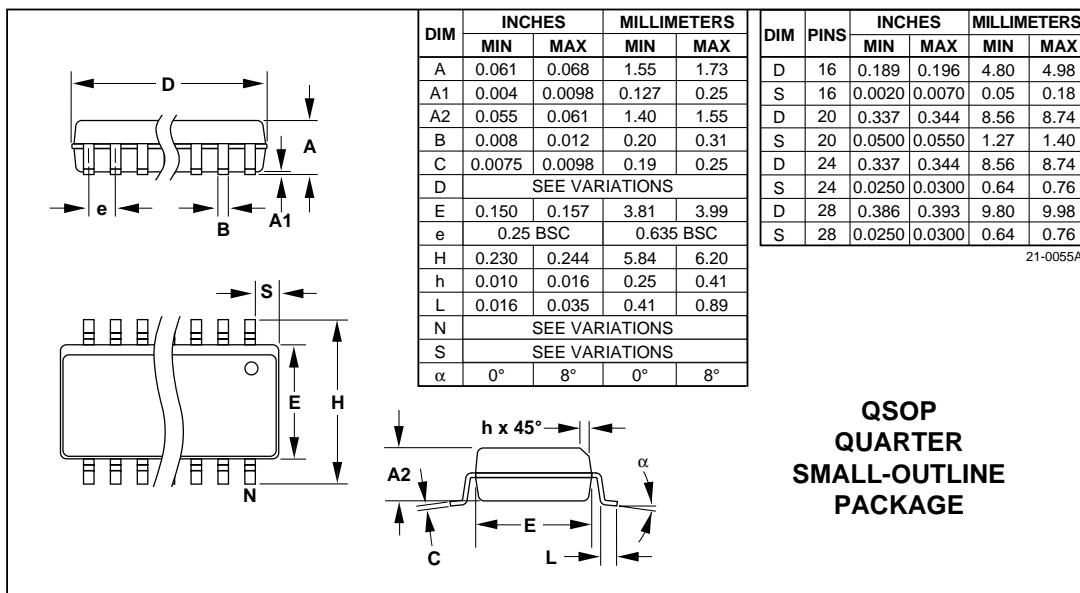 D
A
e
B
A1
S
E
H
N
DIM INCHES MILLIMETERS
MIN MAX MIN MAX
A 0.061 0.068 1.55 1.73
A1 0.004 0.0098 0.127 0.25
A2 0.055 0.061 1.40 1.55
B 0.008 0.012 0.20 0.31
C 0.0075 0.0098 0.19 0.25
D SEE VARIATIONS
E 0.150 0.157 3.81 3.99
e 0.25 BSC 0.635 BSC
H 0.230 0.244 5.84 6.20
h 0.010 0.016 0.25 0.41
L 0.016 0.035 0.41 0.89
N SEE VARIATIONS
S SEE VARIATIONS
α 0° 8° 0° 8°
DIM PINS INCHES MILLIMETERS
MIN MAX MIN MAX
D 16 0.189 0.196 4.80 4.98
S 16 0.0020 0.0070 0.05 0.18
D 20 0.337 0.344 8.56 8.74
S 20 0.0500 0.0550 1.27 1.40
D 24 0.337 0.344 8.56 8.74
S 24 0.0250 0.0300 0.64 0.76
D 28 0.386 0.393 9.80 9.98
S 28 0.0250 0.0300 0.64 0.76
21-0055A
h x 45°
A2
α
E
C
L
QSOP
QUARTER
SMALL-OUTLINE
PACKAGE